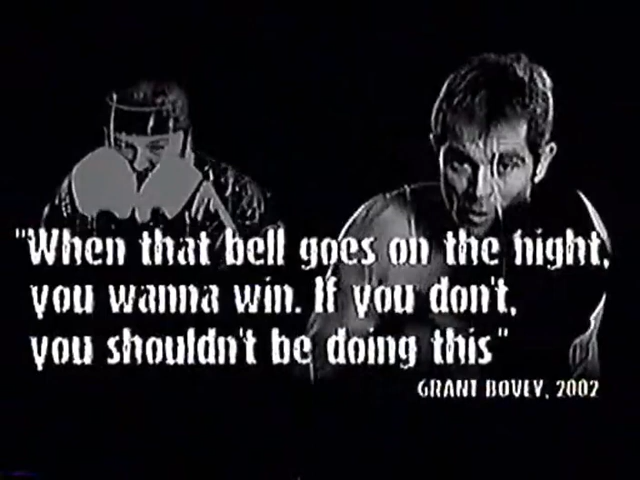 "When that bell goes on the night,
you wanna win. If you don't,
you shouldn't be doing this"
GRANT BOVEY, 2002